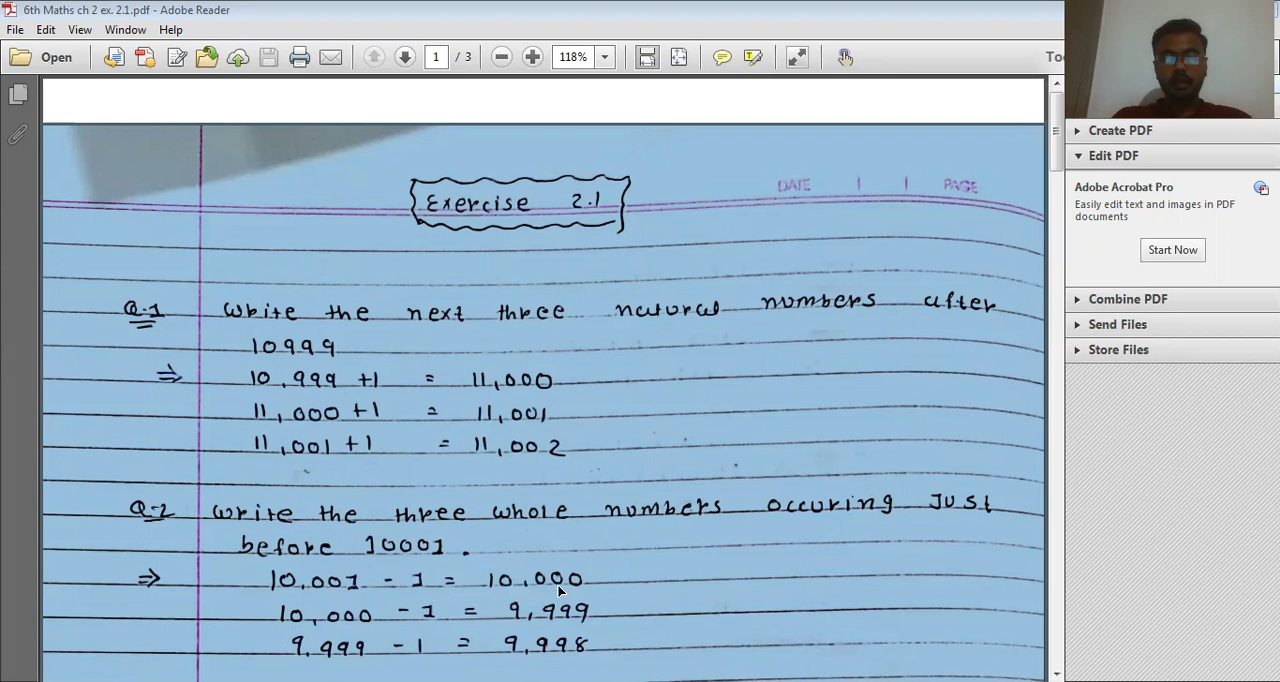 6th Maths ch 2 ex. 2.1.pdf - Adobe Reader
File Edit View Window Help
Open 1 / 3 118%
Create PDF
Edit PDF
Adobe Acrobat Pro
Easily edit text and images in PDF
documents
Start Now
Combine PDF
Send Files
Store Files
DATE | | PAGE
Exercise 2.1
Q.1 Write the next three natural numbers after
10999
⇒ 10,999 +1 = 11,000
11,000 +1 = 11,001
11,001 +1 = 11,002
Q.2 Write the three whole numbers occuring Just
before 10001.
⇒ 10,001 - 1 = 10,000
10,000 - 1 = 9,999
9,999 - 1 = 9,998